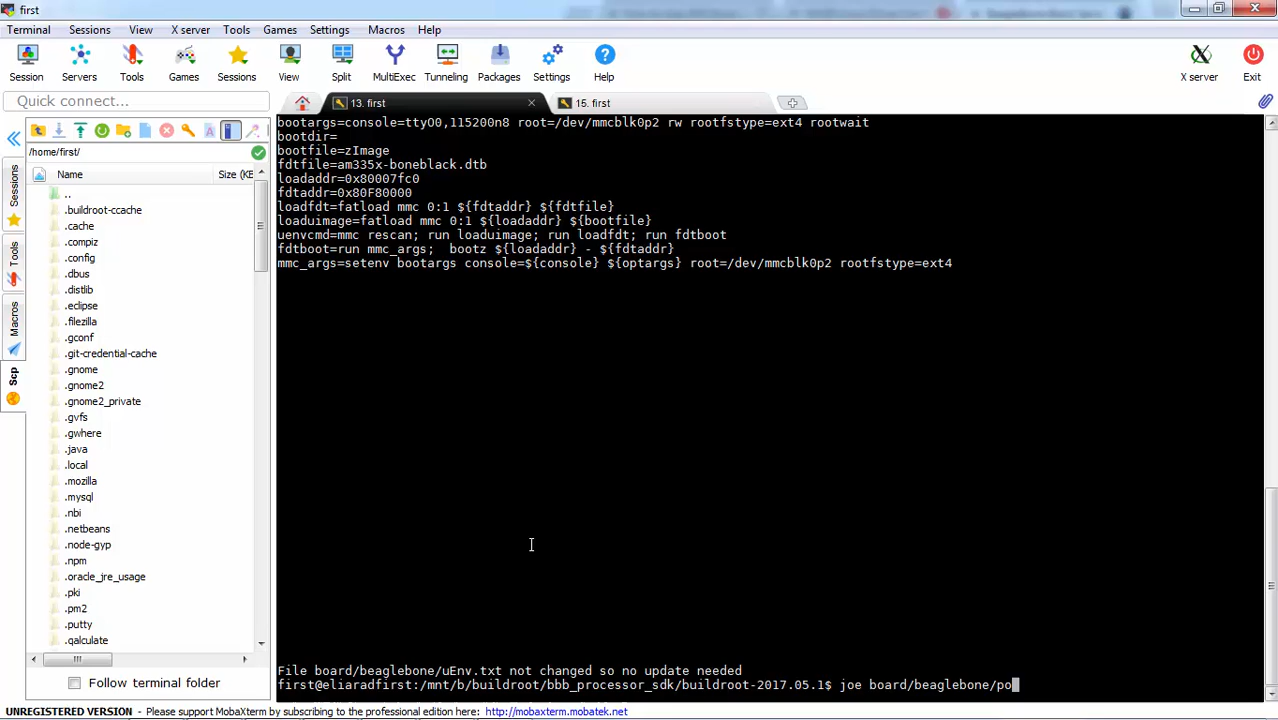 first
Terminal Sessions View X server Tools Games Settings Macros Help
Session Servers Tools Games Sessions View Split MultiExec Tunneling Packages Settings Help X server Exit
Quick connect...
13. first
15. first
/home/first/
Name Size (KB
..
.buildroot-ccache
.cache
.compiz
.config
.dbus
.distlib
.eclipse
.filezilla
.gconf
.git-credential-cache
.gnome
.gnome2
.gnome2_private
.gvfs
.gwhere
.java
.local
.mozilla
.mysql
.nbi
.netbeans
.node-gyp
.npm
.oracle_jre_usage
.pki
.pm2
.putty
.qalculate
Sessions
Tools
Macros
Scp
Follow terminal folder
bootargs=console=ttyO0,115200n8 root=/dev/mmcblk0p2 rw rootfstype=ext4 rootwait
bootdir=
bootfile=zImage
fdtfile=am335x-boneblack.dtb
loadaddr=0x80007fc0
fdtaddr=0x80F80000
loadfdt=fatload mmc 0:1 ${fdtaddr} ${fdtfile}
loaduimage=fatload mmc 0:1 ${loadaddr} ${bootfile}
uenvcmd=mmc rescan; run loaduimage; run loadfdt; run fdtboot
fdtboot=run mmc_args;  bootz ${loadaddr} - ${fdtaddr}
mmc_args=setenv bootargs console=${console} ${optargs} root=/dev/mmcblk0p2 rootfstype=ext4
File board/beaglebone/uEnv.txt not changed so no update needed
first@eliaradfirst:/mnt/b/buildroot/bbb_processor_sdk/buildroot-2017.05.1$ joe board/beaglebone/po
UNREGISTERED VERSION - Please support MobaXterm by subscribing to the professional edition here: http://mobaxterm.mobatek.net